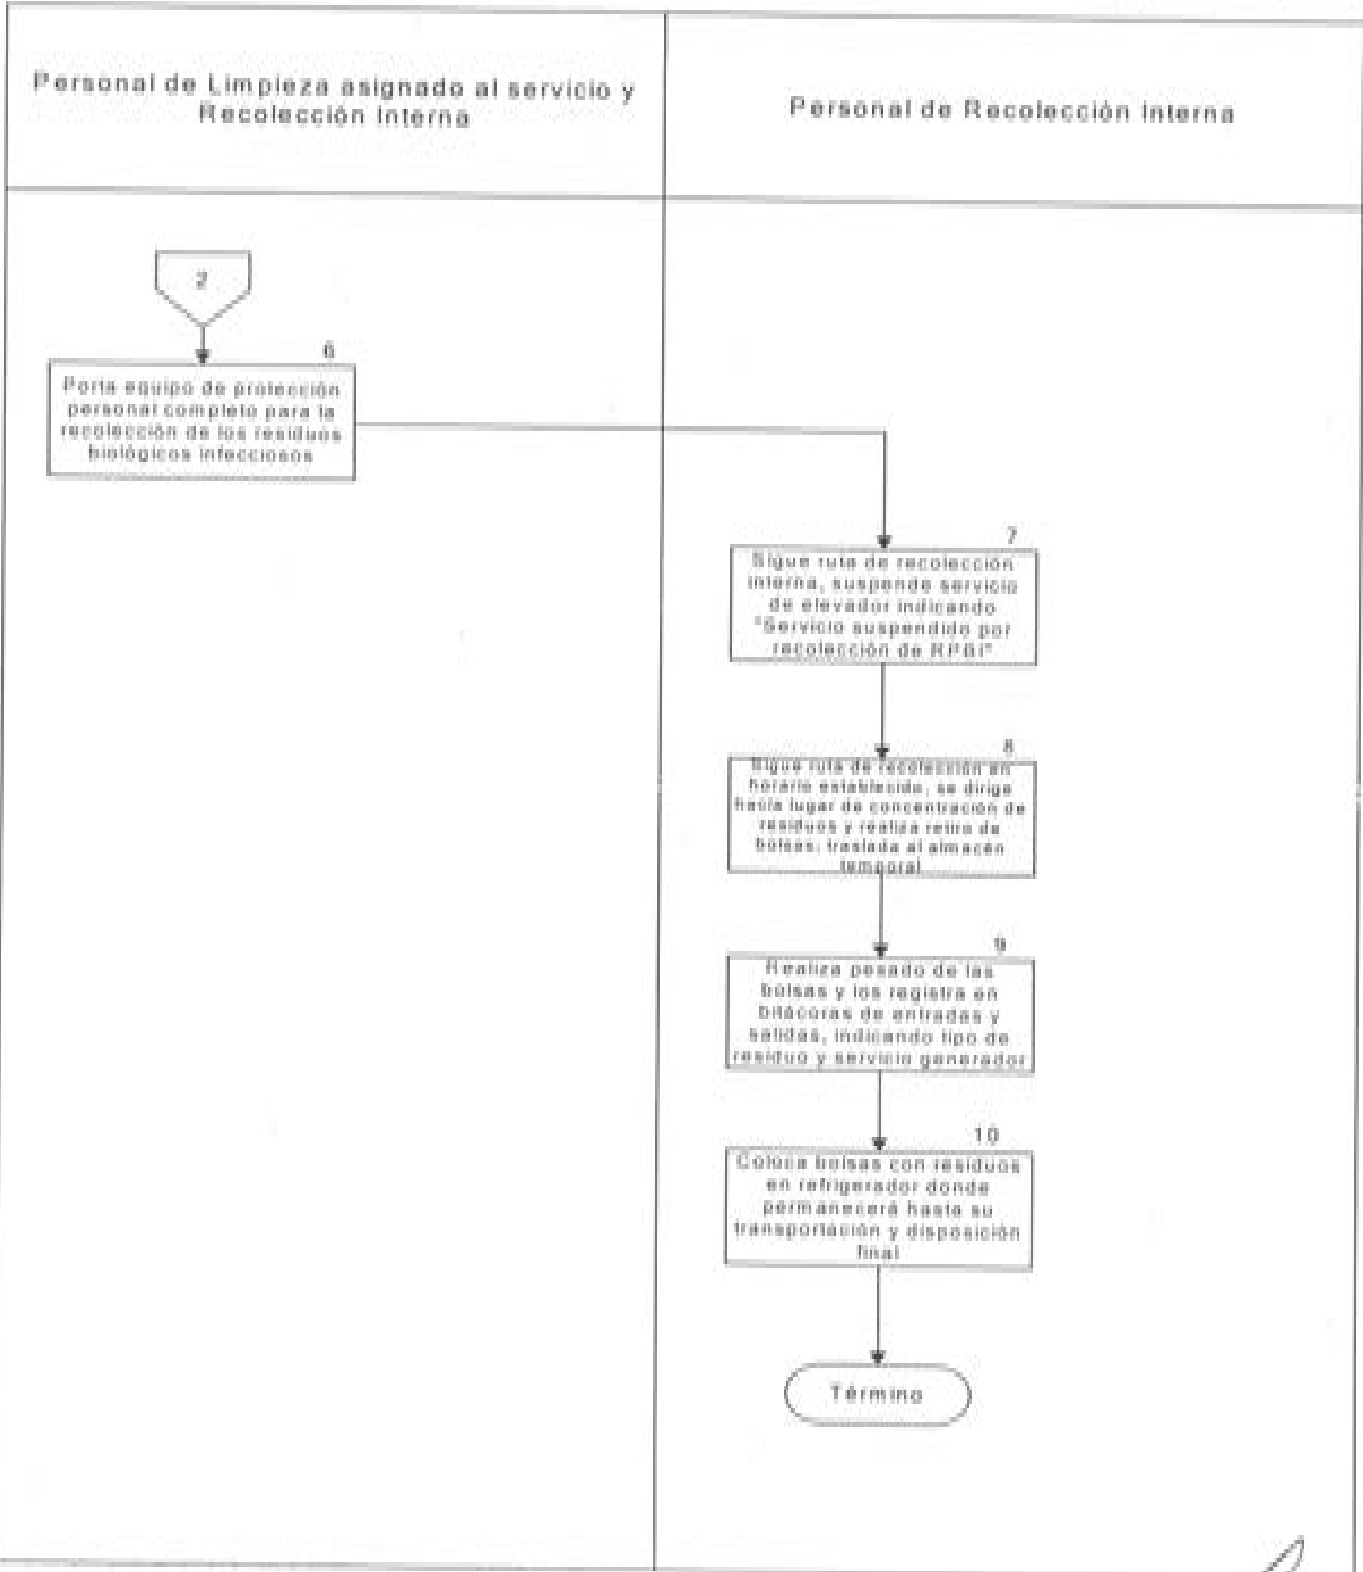 Personal de Limpieza asignado al servicio y
Recolección Interna
Personal de Recolección Interna
2
6
Porta equipo de protección
personal completo para la
recolección de los residuos
biológicos infecciosos
7
Sigue ruta de recolección
interna, suspende servicio
de elevador indicando
"Servicio suspendido por
recolección de RPBI"
8
Sigue ruta de recolección en
horario establecido, se dirige
hacía lugar de concentración de
residuos y realiza retiro de
bolsas, traslada al almacén
temporal
9
Realiza pesado de las
bolsas y los registra en
bitácoras de entradas y
salidas, indicando tipo de
residuo y servicio generador
10
Coloca bolsas con residuos
en refrigerador donde
permanecerá hasta su
transportación y disposición
final
Término